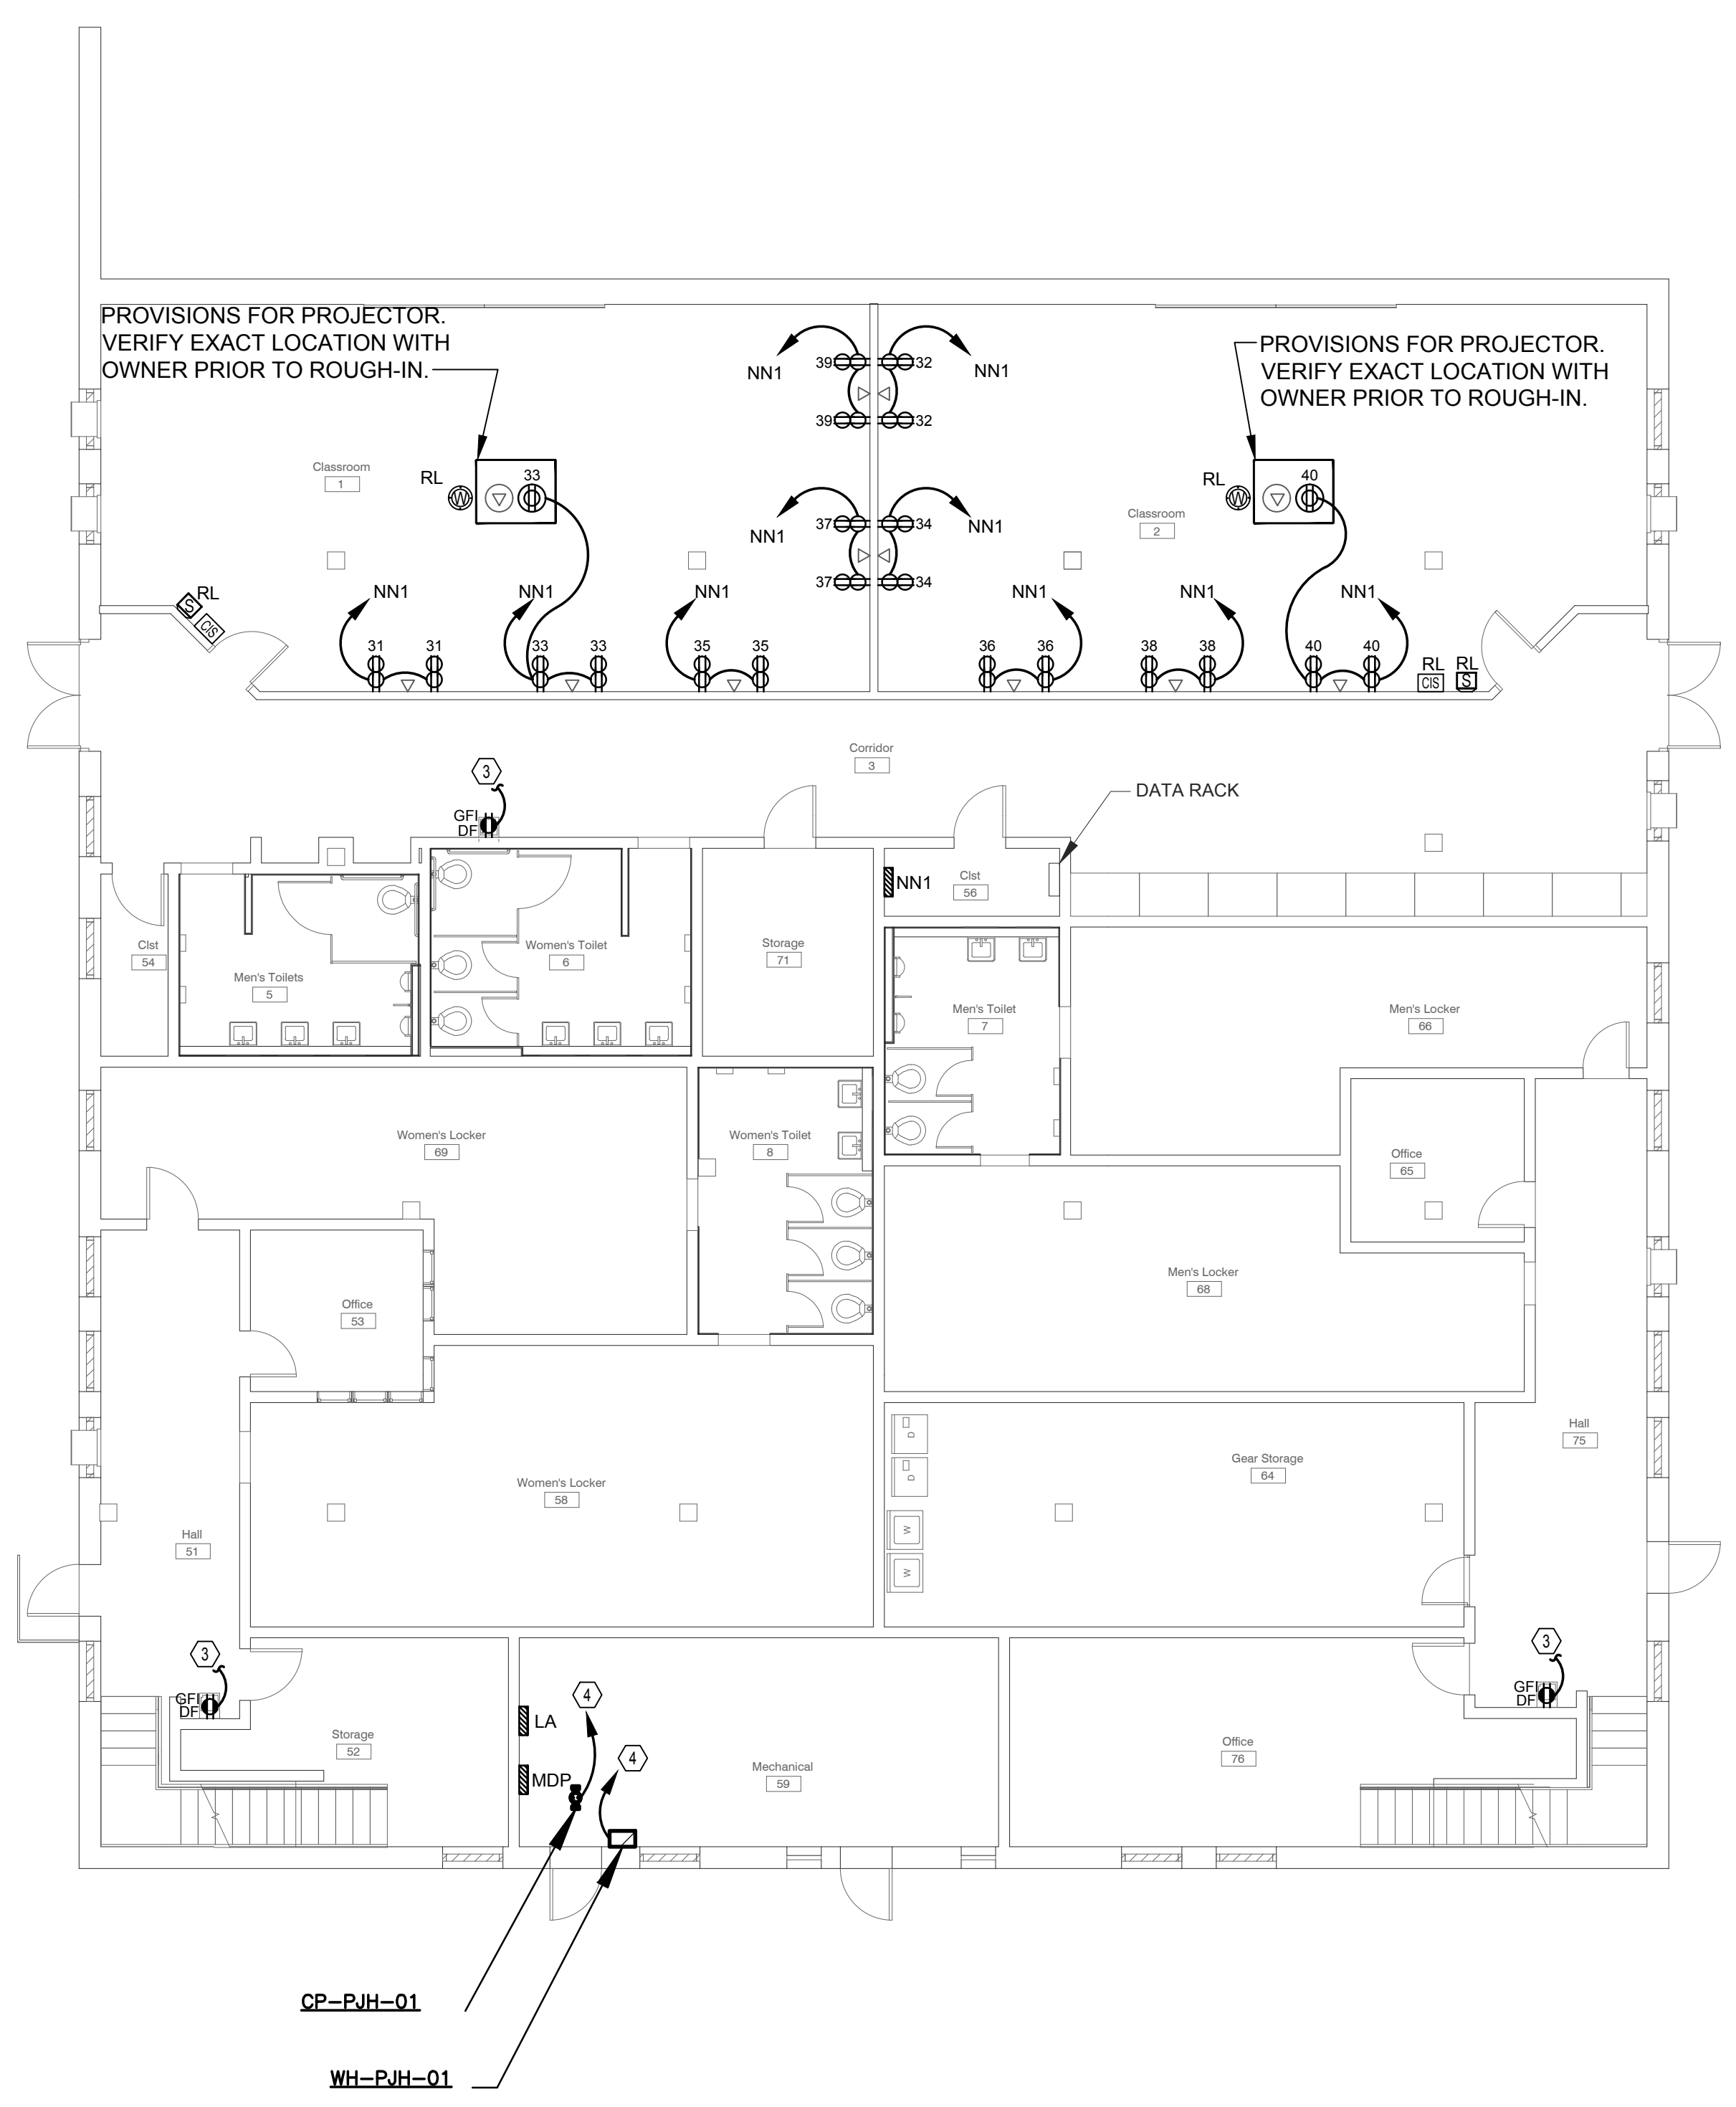 PROVISIONS FOR PROJECTOR.
VERIFY EXACT LOCATION WITH
OWNER PRIOR TO ROUGH-IN.
PROVISIONS FOR PROJECTOR.
VERIFY EXACT LOCATION WITH
OWNER PRIOR TO ROUGH-IN.
39
32
NN1
NN1
39
32
Classroom
1
RL
W
33
Classroom
2
RL
W
40
37
34
NN1
NN1
37
34
RL
S
CIS
NN1
NN1
NN1
NN1
NN1
NN1
31
31
33
33
35
35
36
36
38
38
40
40
RL
CIS
RL
S
Corridor
3
3
GFI
DF
DATA RACK
NN1
Clst
56
Clst
54
Men's Toilets
5
Women's Toilet
6
Storage
71
Men's Toilet
7
Men's Locker
66
Women's Locker
69
Women's Toilet
8
Office
65
Office
53
Men's Locker
68
Hall
75
D
D
W
W
Gear Storage
64
Women's Locker
58
Hall
51
3
GFI
DF
3
GFI
DF
4
LA
4
Storage
52
MDP
Mechanical
59
Office
76
CP-PJH-01
WH-PJH-01